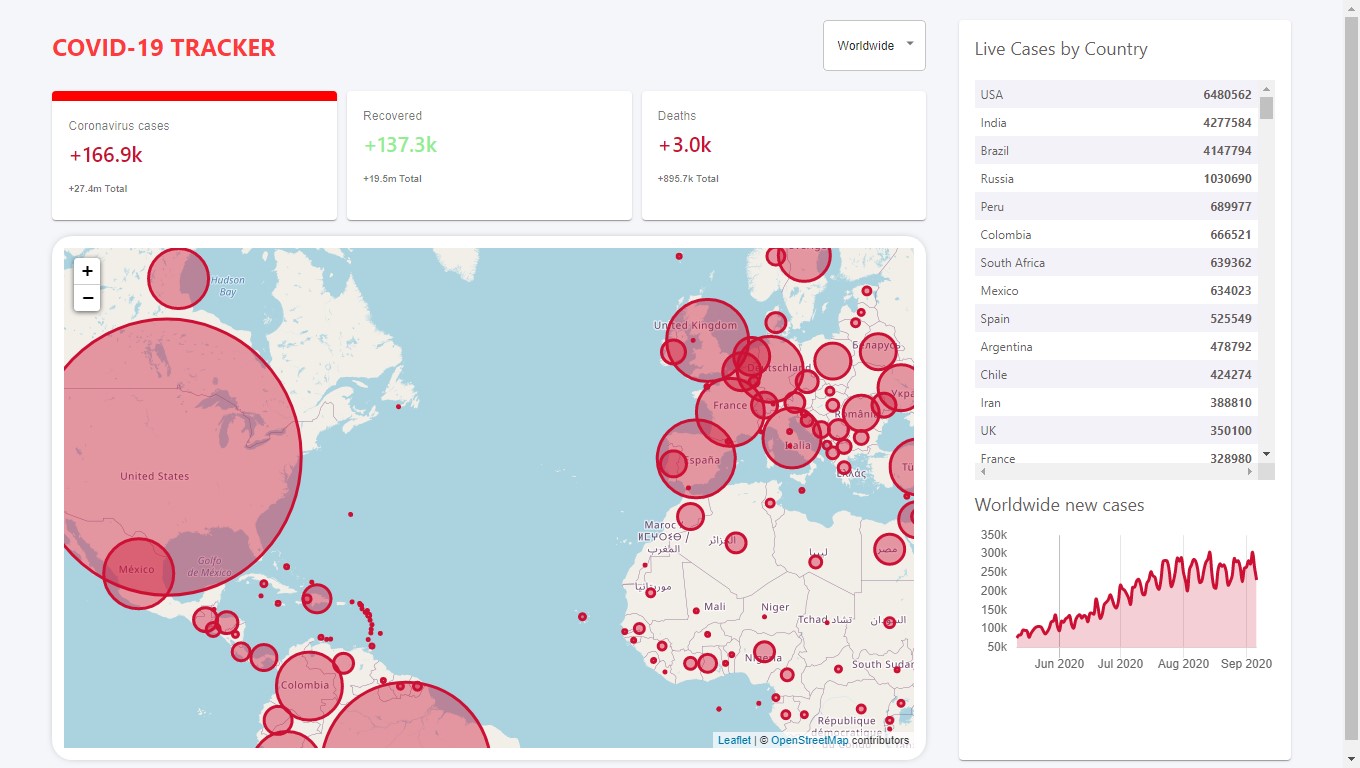 COVID-19 TRACKER
Worldwide
Coronavirus cases
+166.9k
+27.4m Total
Recovered
+137.3k
+19.5m Total
Deaths
+3.0k
+895.7k Total
+
−
Hudson
Bay
United Kingdom
Беларусь
Deutschland
France
România
Italia
España
Ελλάς
United States
Golfo
de México
México
Maroc
ⵍⵎⵖⵔⵉⴱ /
المغرب
الجزائر
ليبيا
مصر
موريتانيا
Mali
Niger
Tchad تشاد
السودان
Nigeria
South Sudan
Colombia
République
démocratique
Leaflet | © OpenStreetMap contributors
Live Cases by Country
USA 6480562
India 4277584
Brazil 4147794
Russia 1030690
Peru 689977
Colombia 666521
South Africa 639362
Mexico 634023
Spain 525549
Argentina 478792
Chile 424274
Iran 388810
UK 350100
France 328980
Worldwide new cases
350k
300k
250k
200k
150k
100k
50k
Jun 2020 Jul 2020 Aug 2020 Sep 2020